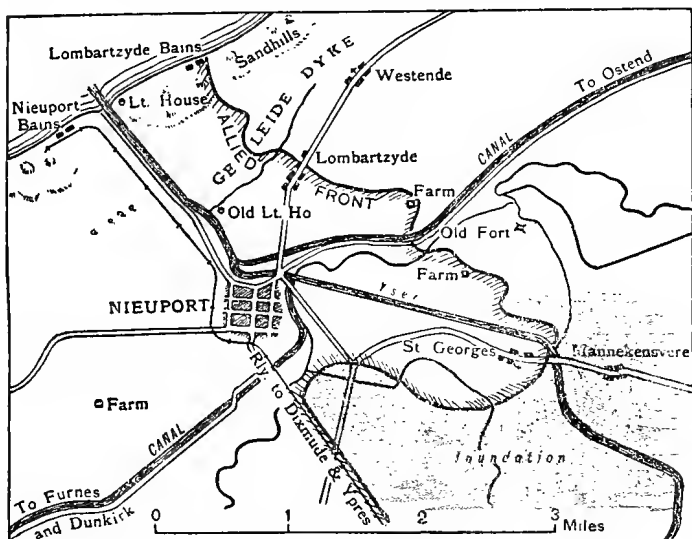 Lombartzyde Bains
Sandhills
Nieuport
Bains
Lt. House
GELEIDE DYKE
Westende
To Ostend
CANAL
ALLIED
FRONT
Lombartzyde
Farm
Old Lt. Ho
Old Fort
Farm
Yser
NIEUPORT
St Georges
Mannekensvere
Farm
Rly to Dixmude & Ypres
CANAL
Inundation
To Furnes
and Dunkirk
0 1 2 3
Miles